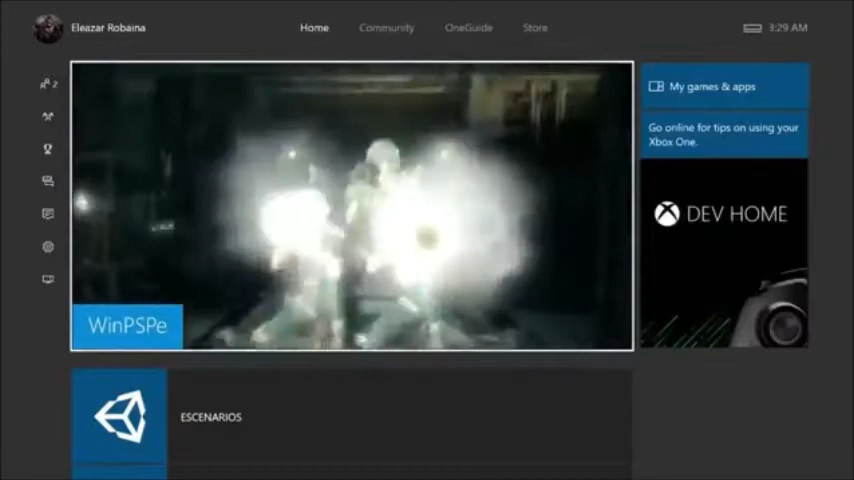 Eleazar Robaina
Home
Community
OneGuide
Store
3:29 AM
2
My games & apps
Go online for tips on using your
Xbox One.
DEV HOME
WinPSPe
ESCENARIOS